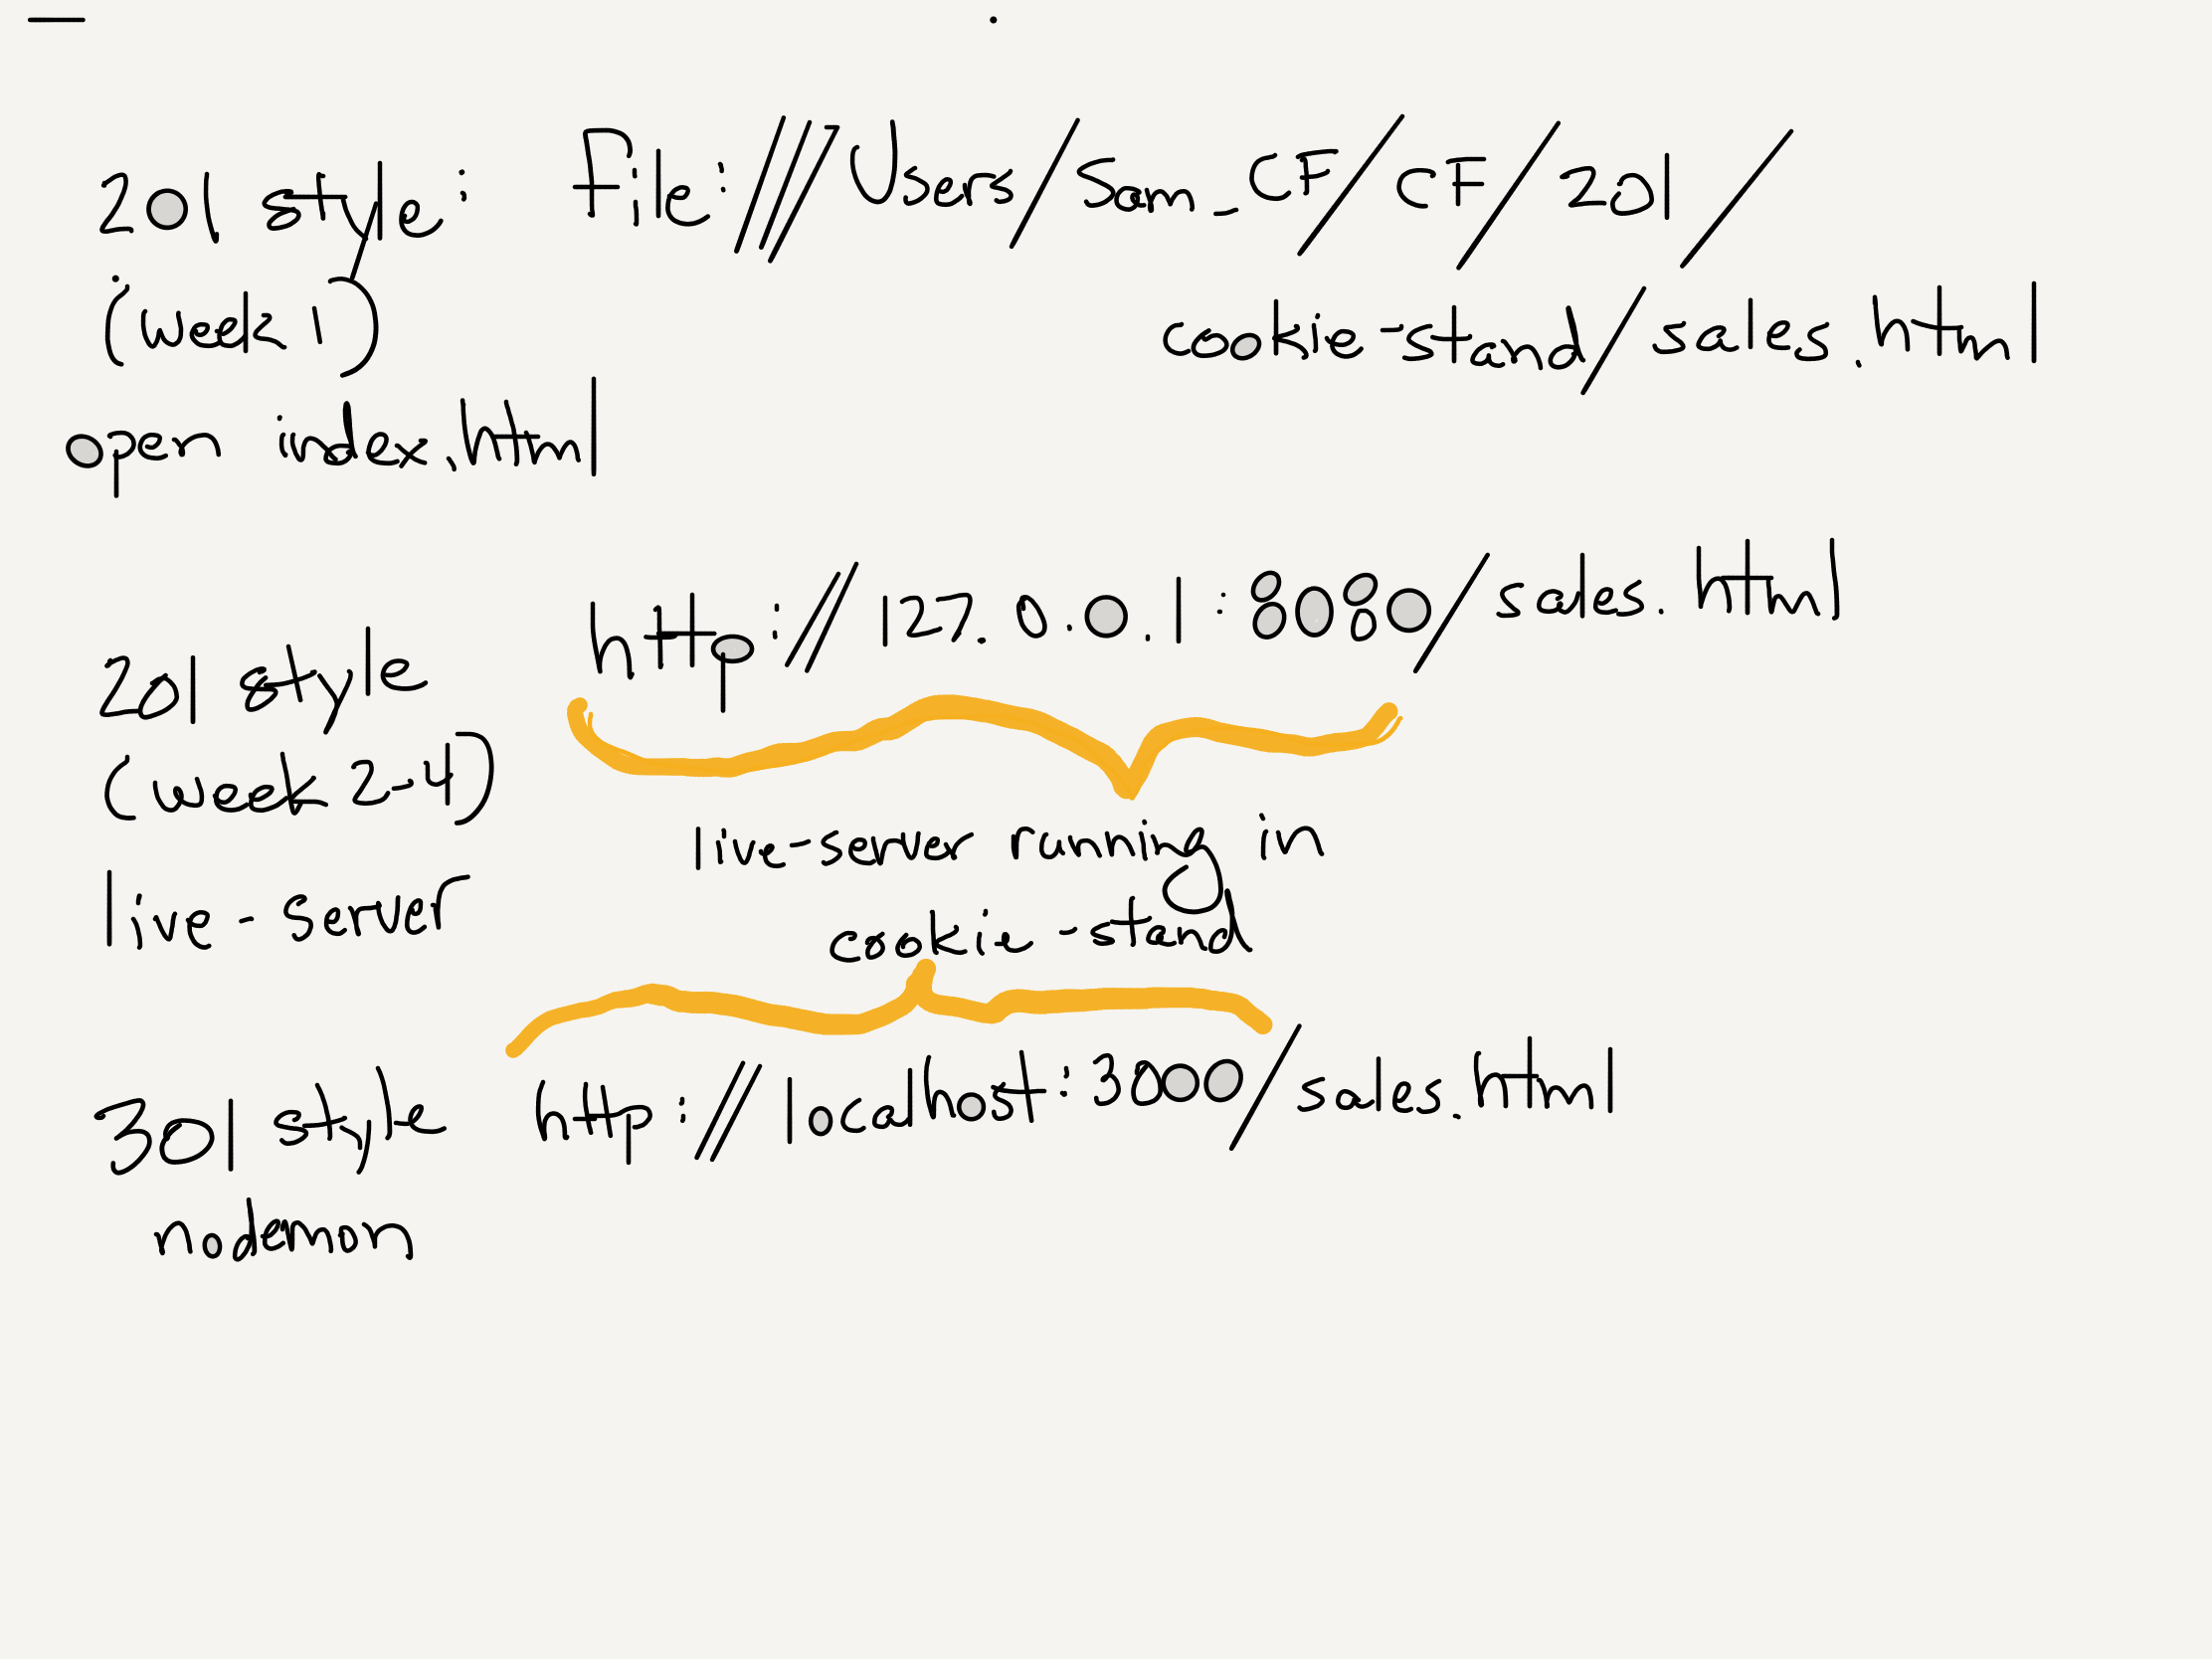 201 style: file:///Users/Sam_CF/CF/201/
(week 1) cookie-stand/sales.html
open index.html
http://127.0.0.1:8080/sales.html
201 style
(week 2-4)
live-server running in
live-server
cookie-stand
301 style http://localhost:3000/sales.html
nodemon